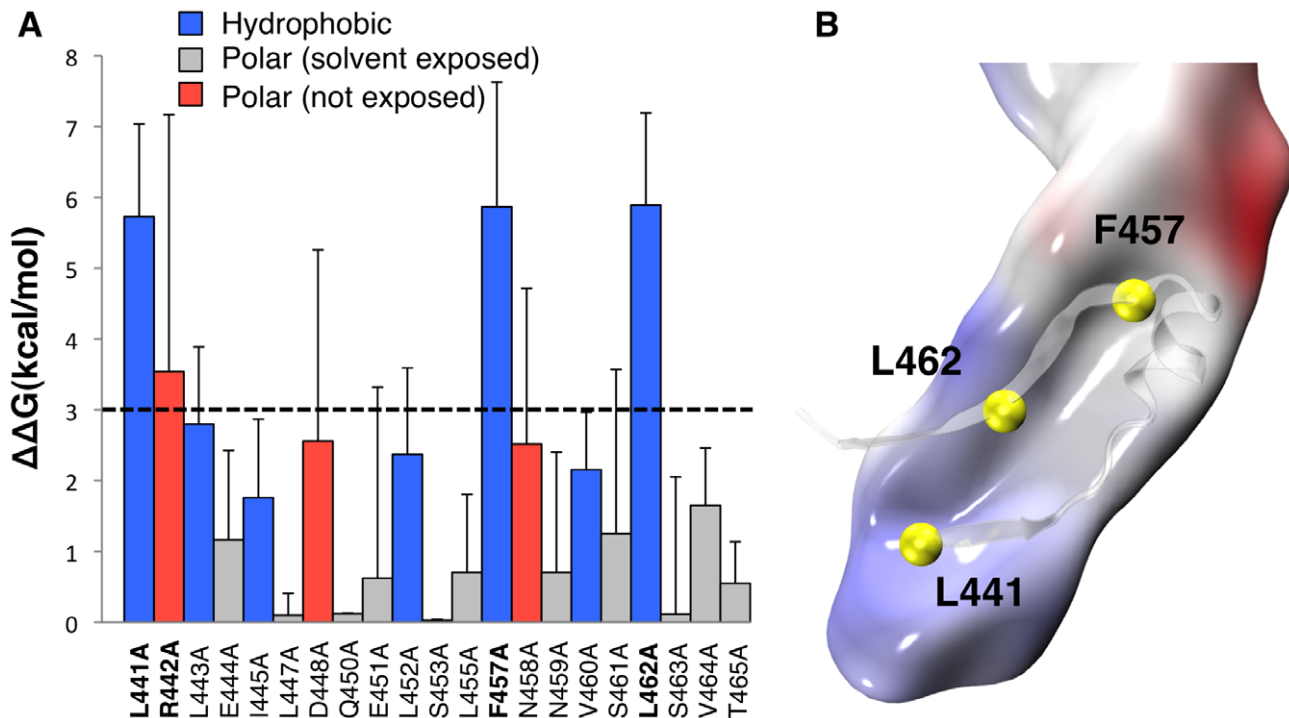 A
B
Hydrophobic
Polar (solvent exposed)
Polar (not exposed)
8
7
6
5
4
3
2
1
0
ΔΔG(kcal/mol)
L441A
R442A
L443A
E444A
I445A
L447A
D448A
Q450A
E451A
L452A
S453A
L455A
F457A
N458A
N459A
V460A
S461A
L462A
S463A
V464A
T465A
F457
L462
L441